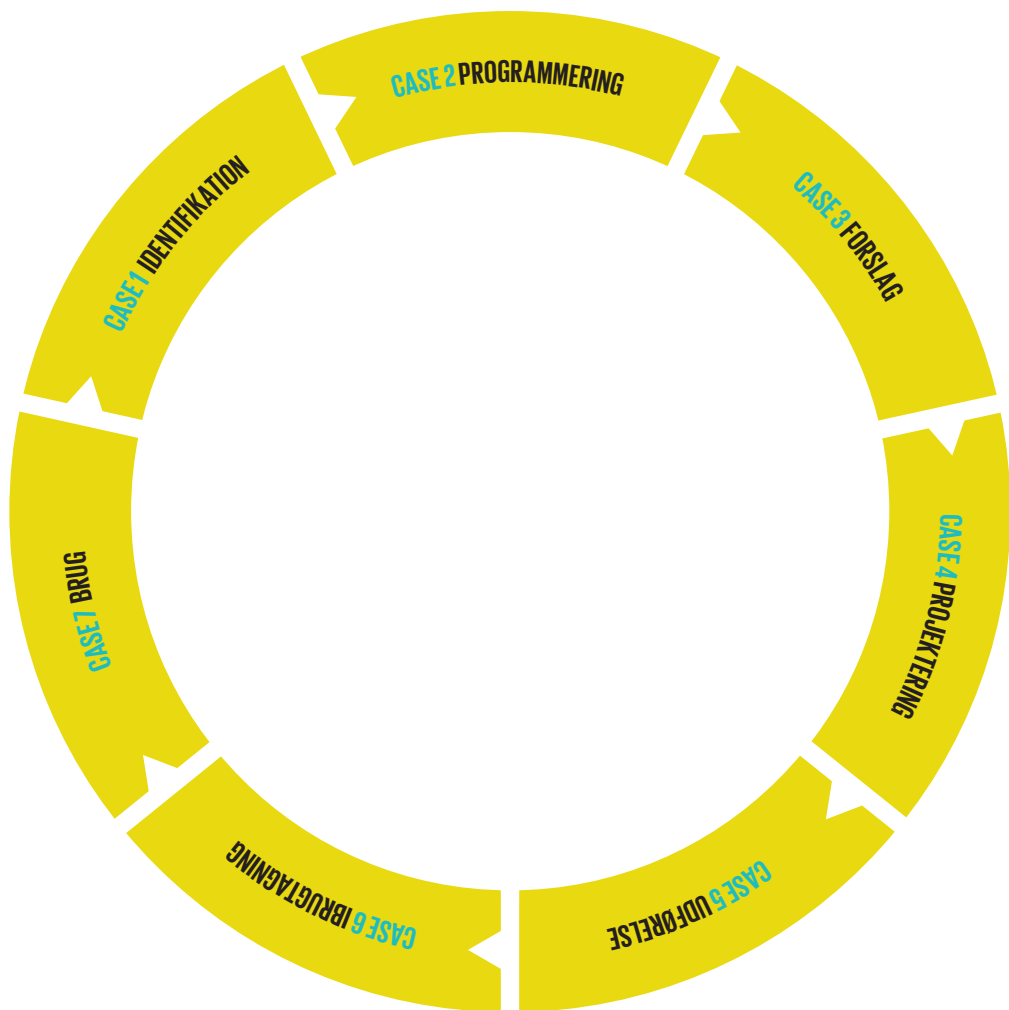 CASE 1 IDENTIFIKATION
CASE 2 PROGRAMMERING
CASE 3 FORSLAG
CASE 4 PROJEKTERING
CASE 5 UDFØRELSE
CASE 6 IBRUGTAGNING
CASE 7 BRUG